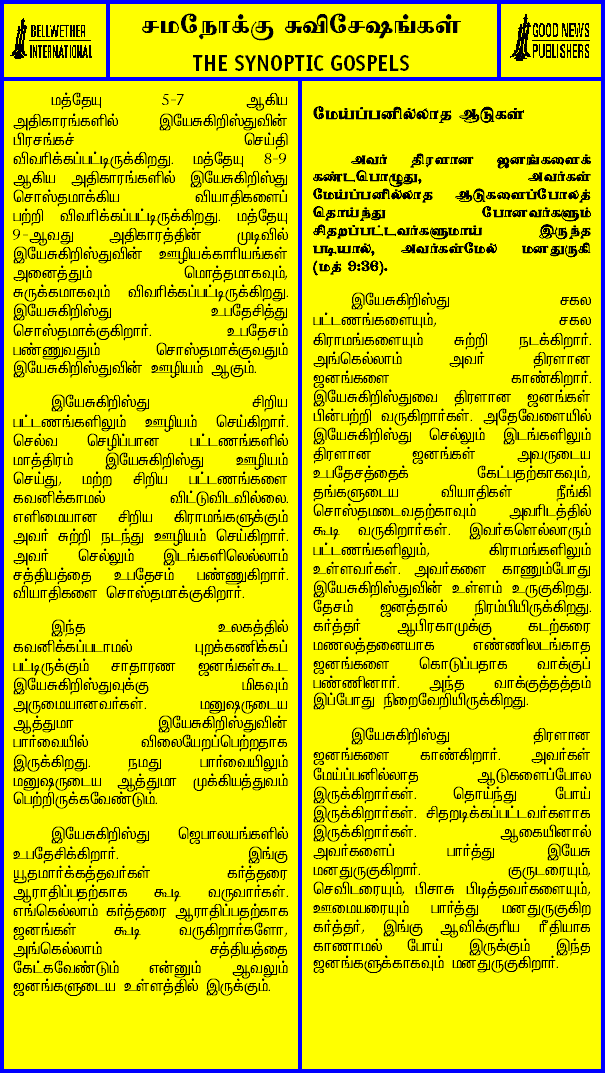 BELLWETHER
INTERNATIONAL
சமநோக்கு சுவிசேஷங்கள்
THE SYNOPTIC GOSPELS
GOOD NEWS
PUBLISHERS
மத்தேயு 5-7 ஆகிய
அதிகாரங்களில் இயேசுகிறிஸ்துவின்
பிரசங்கச் செய்தி
விவரிக்கப்பட்டிருக்கிறது. மத்தேயு 8-9
ஆகிய அதிகாரங்களில் இயேசுகிறிஸ்து
சொஸ்தமாக்கிய வியாதிகளைப்
பற்றி விவரிக்கப்பட்டிருக்கிறது. மத்தேயு
9-ஆவது அதிகாரத்தின் முடிவில்
இயேசுகிறிஸ்துவின் ஊழியக்காரியங்கள்
அனைத்தும் மொத்தமாகவும்,
சுருக்கமாகவும் விவரிக்கப்பட்டிருக்கிறது.
இயேசுகிறிஸ்து உபதேசித்து
சொஸ்தமாக்குகிறார். உபதேசம்
பண்ணுவதும் சொஸ்தமாக்குவதும்
இயேசுகிறிஸ்துவின் ஊழியம் ஆகும்.
இயேசுகிறிஸ்து சிறிய
பட்டணங்களிலும் ஊழியம் செய்கிறார்.
செல்வ செழிப்பான பட்டணங்களில்
மாத்திரம் இயேசுகிறிஸ்து ஊழியம்
செய்து, மற்ற சிறிய பட்டணங்களை
கவனிக்காமல் விட்டுவிடவில்லை.
எளிமையான சிறிய கிராமங்களுக்கும்
அவர் சுற்றி நடந்து ஊழியம் செய்கிறார்.
அவர் செல்லும் இடங்களிலெல்லாம்
சத்தியத்தை உபதேசம் பண்ணுகிறார்.
வியாதிகளை சொஸ்தமாக்குகிறார்.
இந்த உலகத்தில்
கவனிக்கப்படாமல் புறக்கணிக்கப்
பட்டிருக்கும் சாதாரண ஜனங்கள்கூட
இயேசுகிறிஸ்துவுக்கு மிகவும்
அருமையானவர்கள். மனுஷருடைய
ஆத்துமா இயேசுகிறிஸ்துவின்
பார்வையில் விலையேறப்பெற்றதாக
இருக்கிறது. நமது பார்வையிலும்
மனுஷருடைய ஆத்துமா முக்கியத்துவம்
பெற்றிருக்கவேண்டும்.
இயேசுகிறிஸ்து ஜெபாலயங்களில்
உபதேசிக்கிறார். இங்கு
யூதமார்க்கத்தவர்கள் கர்த்தரை
ஆராதிப்பதற்காக கூடி வருவார்கள்.
எங்கெல்லாம் கர்த்தரை ஆராதிப்பதற்காக
ஜனங்கள் கூடி வருகிறார்களோ,
அங்கெல்லாம் சத்தியத்தை
கேட்கவேண்டும் என்னும் ஆவலும்
ஜனங்களுடைய உள்ளத்தில் இருக்கும்.
மேய்ப்பனில்லாத ஆடுகள்
அவர் திரளான ஜனங்களைக்
கண்டபொழுது, அவர்கள்
மேய்ப்பனில்லாத ஆடுகளைப்போலத்
தொய்ந்து போனவர்களும்
சிதறப்பட்டவர்களுமாய் இருந்த
படியால், அவர்கள்மேல் மனதுருகி
(மத் 9:36).
இயேசுகிறிஸ்து சகல
பட்டணங்களையும், சகல
கிராமங்களையும் சுற்றி நடக்கிறார்.
அங்கெல்லாம் அவர் திரளான
ஜனங்களை காண்கிறார்.
இயேசுகிறிஸ்துவை திரளான ஜனங்கள்
பின்பற்றி வருகிறார்கள். அதேவேளையில்
இயேசுகிறிஸ்து செல்லும் இடங்களிலும்
திரளான ஜனங்கள் அவருடைய
உபதேசத்தைக் கேட்பதற்காகவும்,
தங்களுடைய வியாதிகள் நீங்கி
சொஸ்தமடைவதற்காவும் அவரிடத்தில்
கூடி வருகிறார்கள். இவர்களெல்லாரும்
பட்டணங்களிலும், கிராமங்களிலும்
உள்ளவர்கள். அவர்களை காணும்போது
இயேசுகிறிஸ்துவின் உள்ளம் உருகுகிறது.
தேசம் ஜனத்தால் நிரம்பியிருக்கிறது.
கர்த்தர் ஆபிரகாமுக்கு கடற்கரை
மணலத்தனையாக எண்ணிலடங்காத
ஜனங்களை கொடுப்பதாக வாக்குப்
பண்ணினார். அந்த வாக்குத்தத்தம்
இப்போது நிறைவேறியிருக்கிறது.
இயேசுகிறிஸ்து திரளான
ஜனங்களை காண்கிறார். அவர்கள்
மேய்ப்பனில்லாத ஆடுகளைப்போல
இருக்கிறார்கள். தொய்ந்து போய்
இருக்கிறார்கள். சிதறடிக்கப்பட்டவர்களாக
இருக்கிறார்கள். ஆகையினால்
அவர்களைப் பார்த்து இயேசு
மனதுருகுகிறார். குருடரையும்,
செவிடரையும், பிசாசு பிடித்தவர்களையும்,
ஊமையரையும் பார்த்து மனதுருகுகிற
கர்த்தர், இங்கு ஆவிக்குரிய ரீதியாக
காணாமல் போய் இருக்கும் இந்த
ஜனங்களுக்காகவும் மனதுருகுகிறார்.